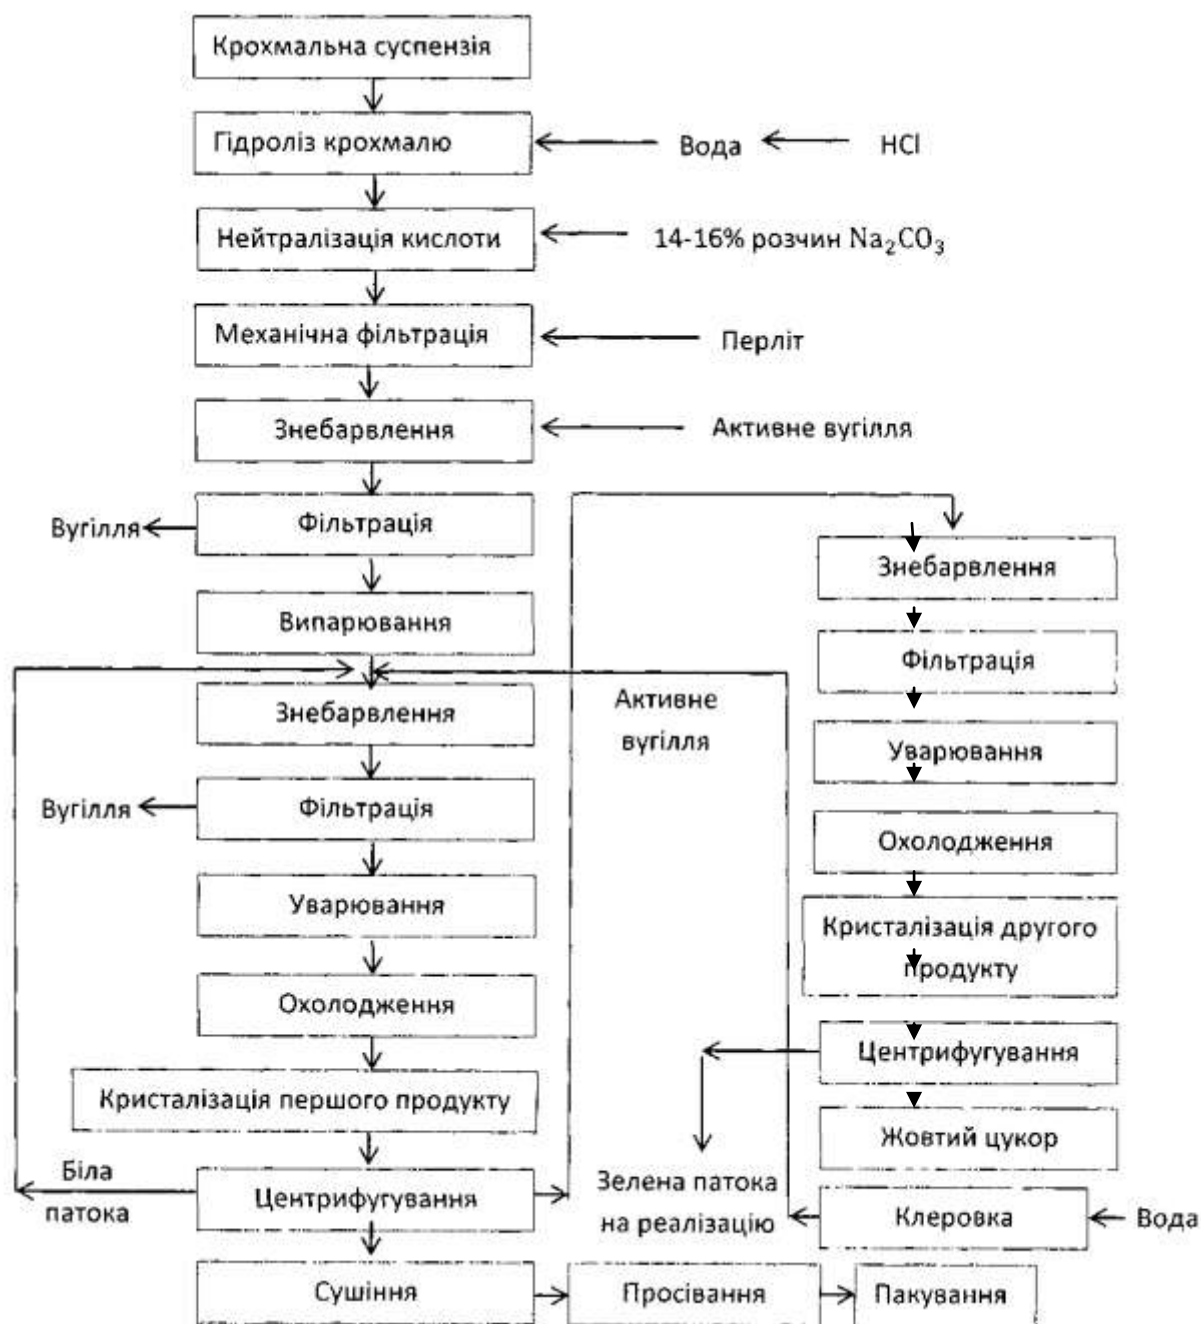 Крохмальна суспензія
Гідроліз крохмалю
Вода
HCl
Нейтралізація кислоти
14-16% розчин Na₂CO₃
Механічна фільтрація
Перліт
Знебарвлення
Активне вугілля
Вугілля
Фільтрація
Випарювання
Знебарвлення
Активне
вугілля
Вугілля
Фільтрація
Уварювання
Охолодження
Кристалізація першого продукту
Біла
патока
Центрифугування
Сушіння
Просівання
Пакування
Знебарвлення
Фільтрація
Уварювання
Охолодження
Кристалізація другого
продукту
Центрифугування
Жовтий цукор
Зелена патока
на реалізацію
Клеровка
Вода